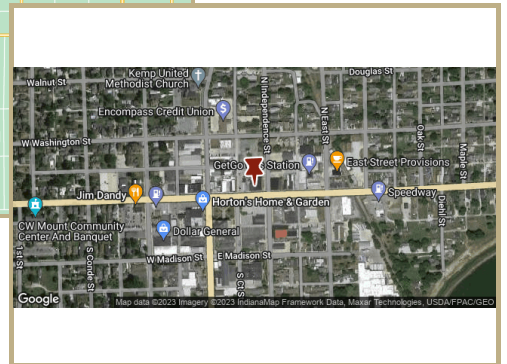 Douglas St
Kemp United
Methodist Church
Walnut St
N Independence St
Encompass Credit Union
N East St
Oak St
Maple St
W Washington St
GetGo
Station
East Street Provisions
Jim Dandy
Speedway
Horton's Home & Garden
Diehl St
CW Mount Community
Center And Banquet
Dollar General
1st St
S Conde St
W Madison St
E Madison St
S Ct St
Google
Map data ©2023 Imagery ©2023 IndianaMap Framework Data, Maxar Technologies, USDA/FPAC/GEO